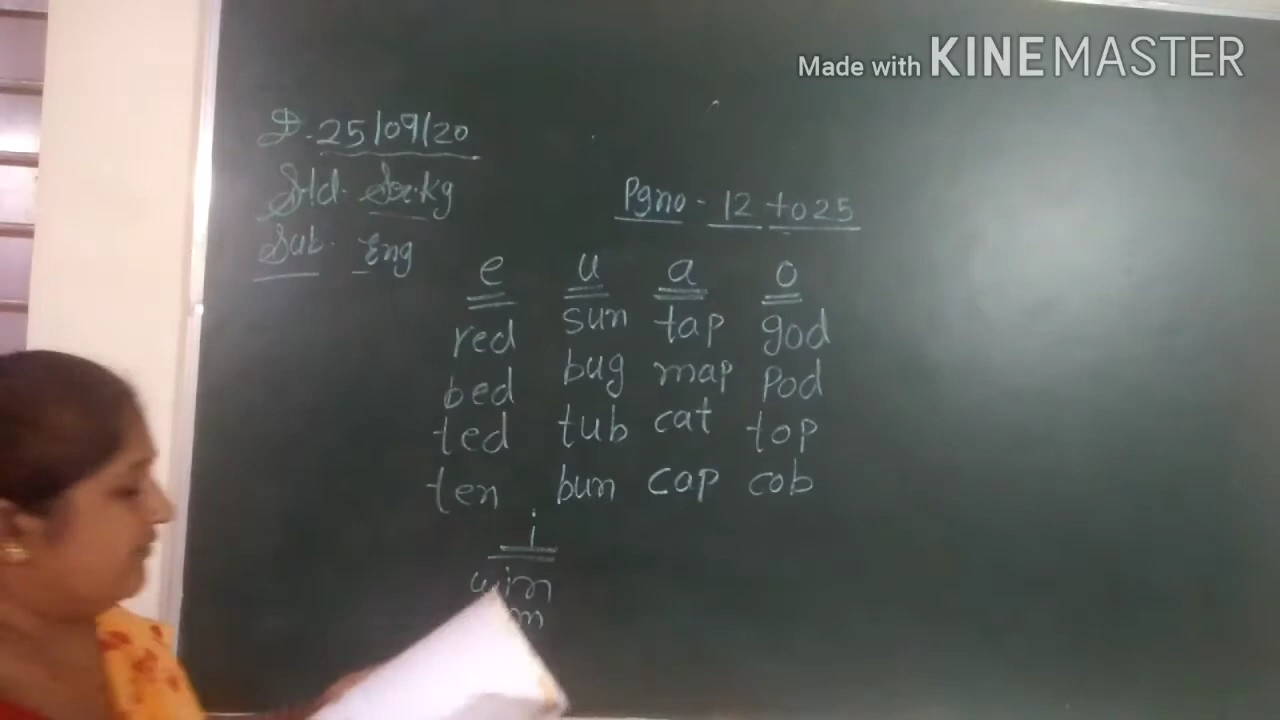 Made with KINEMASTER
D. 25/09/20
Std. Sr.kg
Pgno - 12 to 25
Sub. Eng
e u a o
red sun tap god
bed bug map Pod
ted tub cat top
ten bun cap cob
i
win